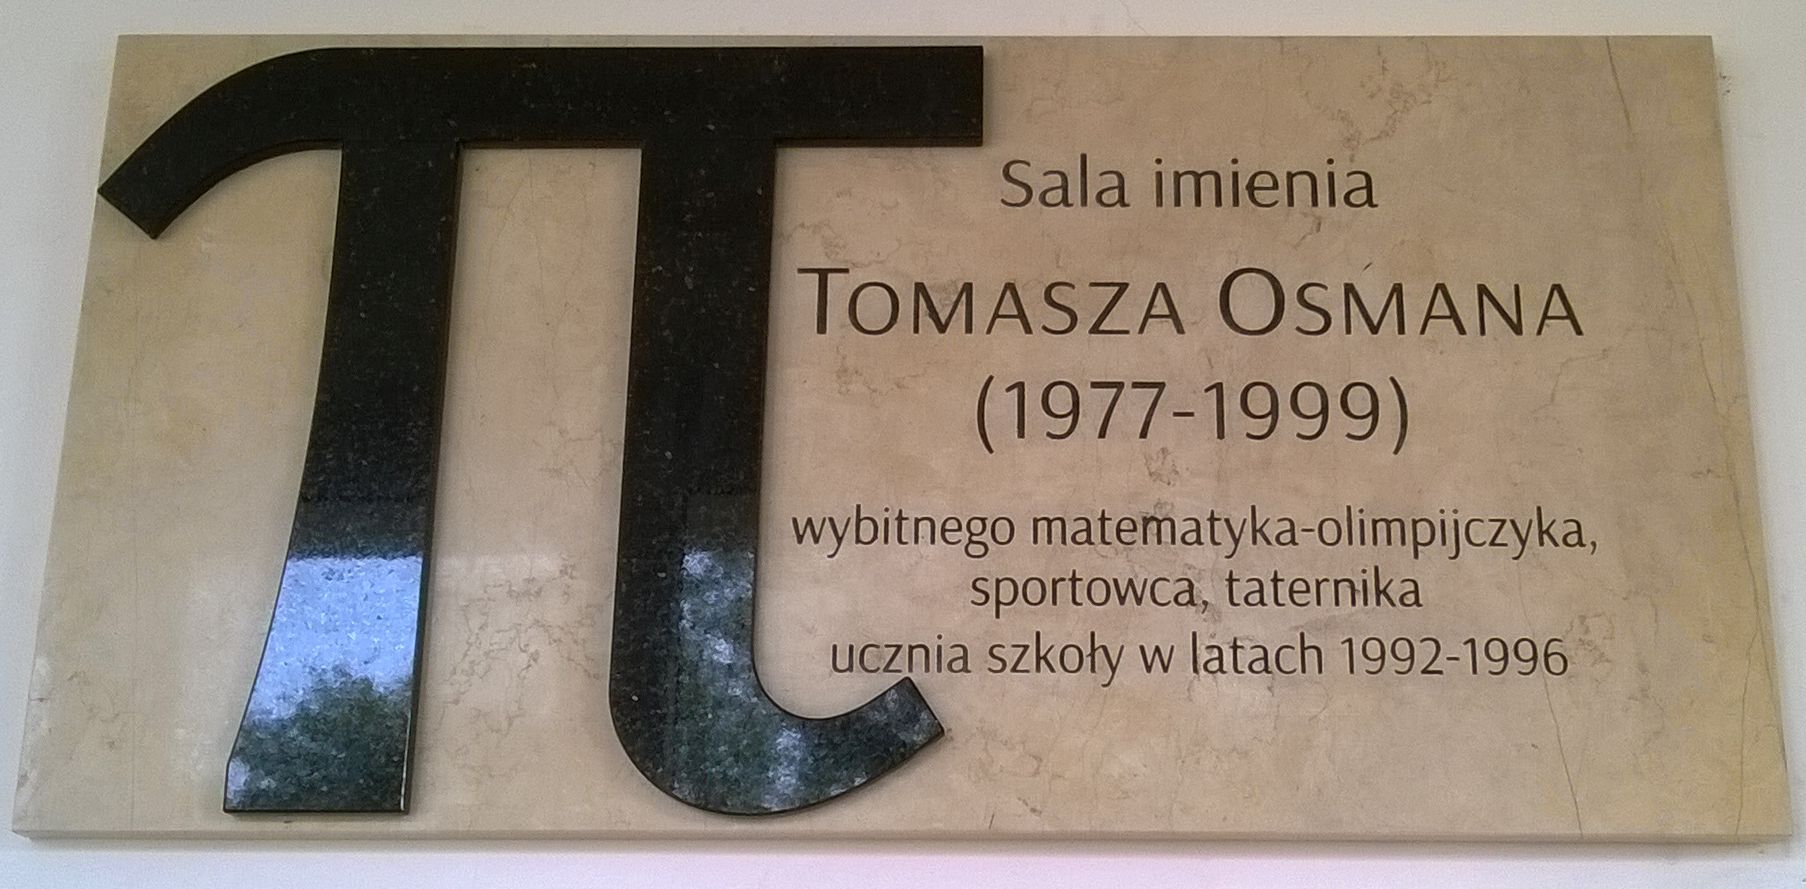 π
Sala imienia
TOMASZA OSMANA
(1977-1999)
wybitnego matematyka-olimpijczyka,
sportowca, taternika
ucznia szkoły w latach 1992-1996